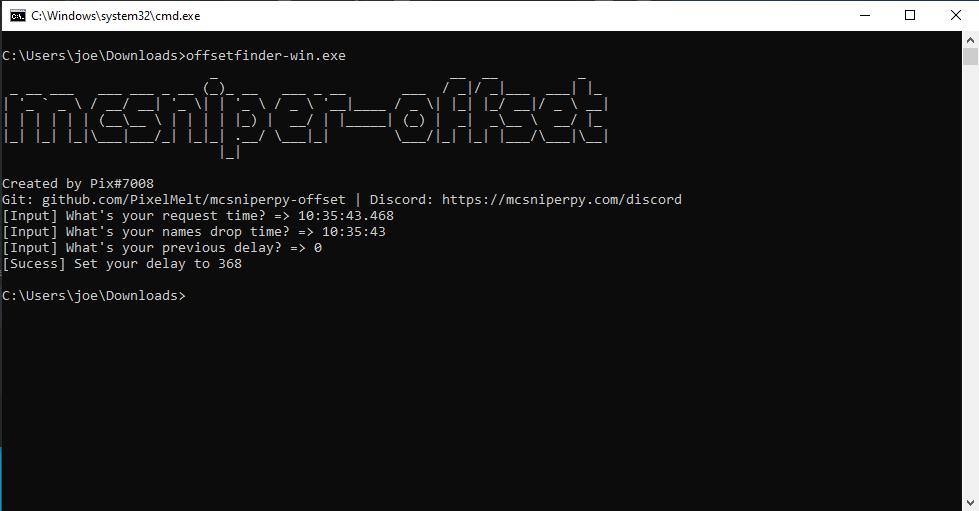 C:\Windows\system32\cmd.exe
C:\Users\joe\Downloads>offsetfinder-win.exe
mcsniper-offset
Created by Pix#7008
Git: github.com/PixelMelt/mcsniperpy-offset | Discord: https://mcsniperpy.com/discord
[Input] What's your request time? => 10:35:43.468
[Input] What's your names drop time? => 10:35:43
[Input] What's your previous delay? => 0
[Sucess] Set your delay to 368
C:\Users\joe\Downloads>